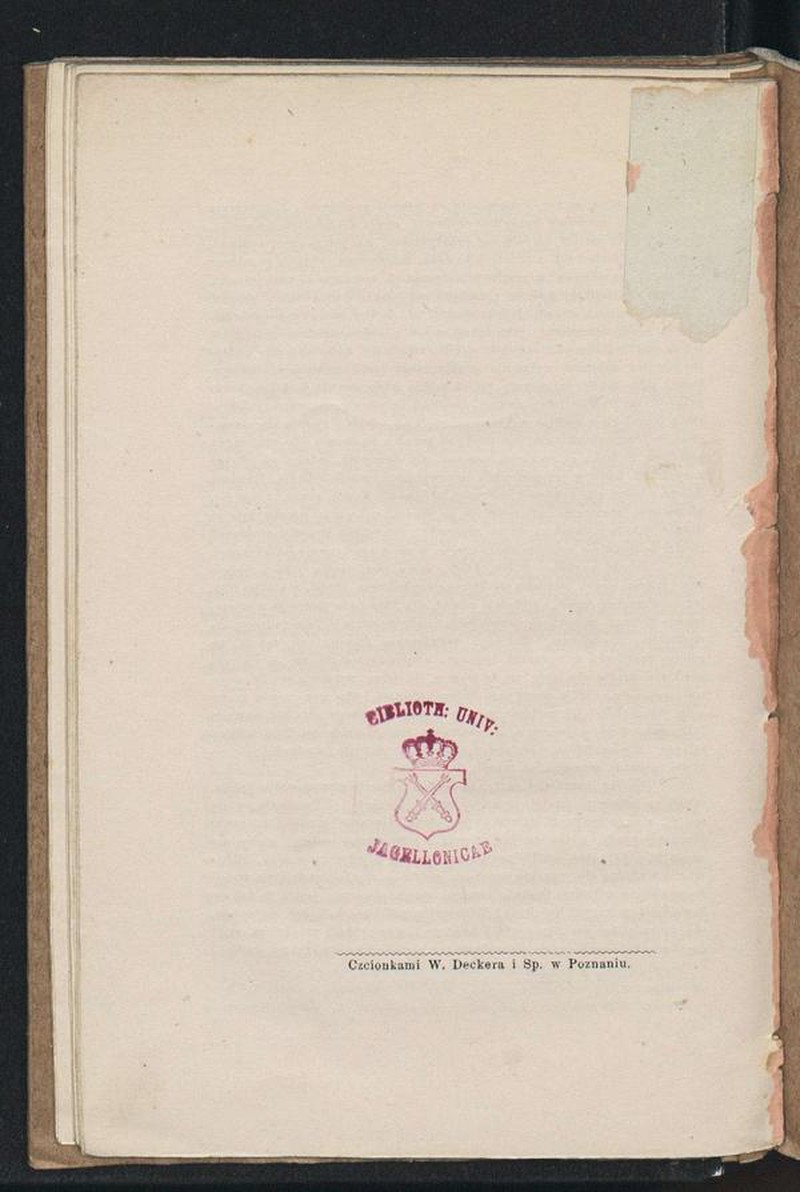 BIBLIOTH: UNIV:
JAGELLONICAE
Czcionkami W. Deckera i Sp. w Poznaniu.